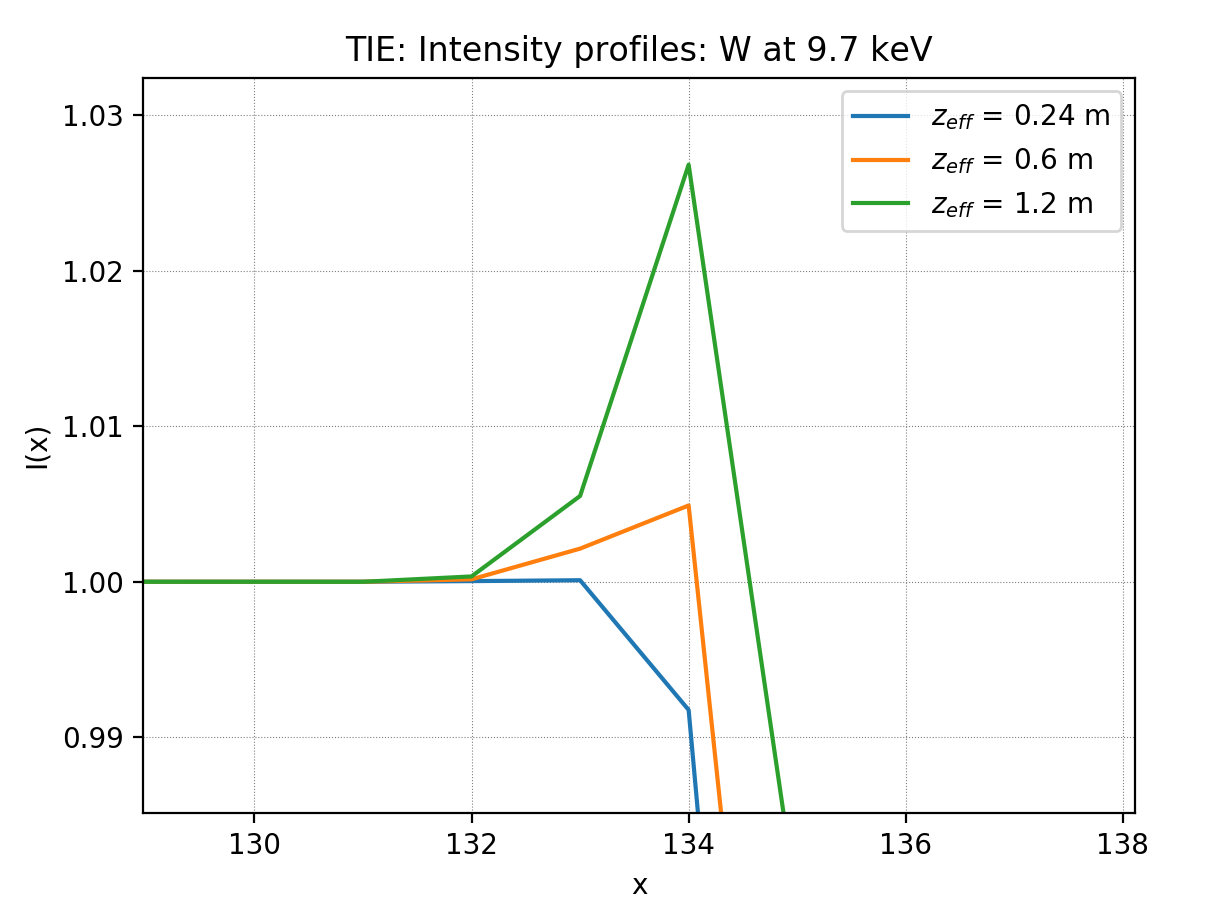 TIE: Intensity profiles: W at 9.7 keV
1.03
1.02
1.01
1.00
0.99
I(x)
z_eff = 0.24 m
z_eff = 0.6 m
z_eff = 1.2 m
130
132
134
136
138
x